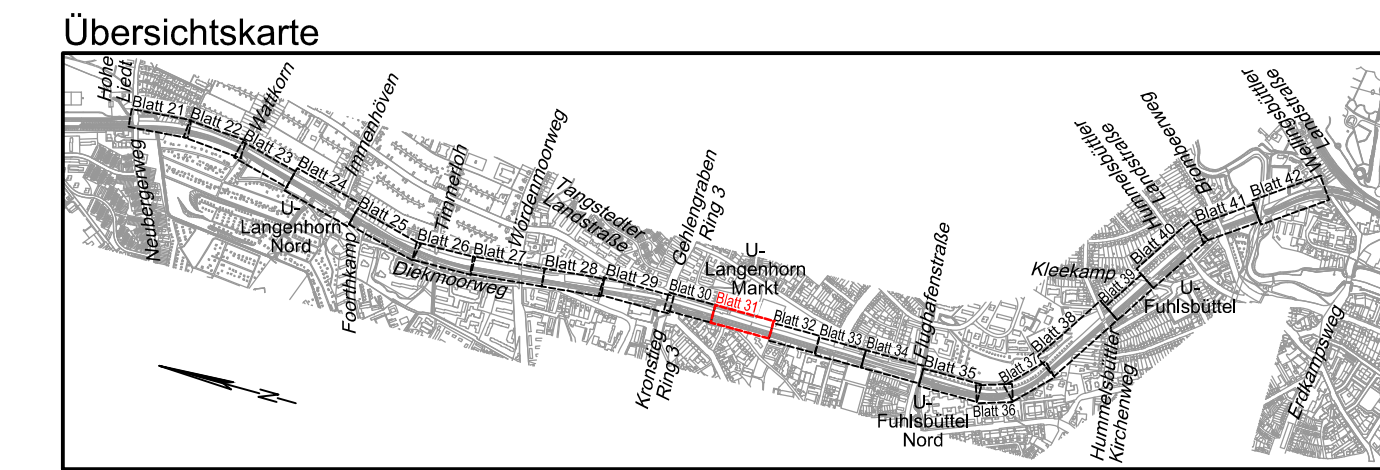 Übersichtskarte
Hohe
Liedt
Blatt 21
Blatt 22
Wattkorn
Blatt 23
Blatt 24
Immenhöven
Neubergerweg
U-
Langenhorn
Nord
Foorthkamp
Blatt 25
Timmerloh
Blatt 26
Blatt 27
Wördenmoorweg
Diekmoorweg
Tangstedter
Landstraße
Blatt 28
Blatt 29
Gehlengraben
Ring 3
Blatt 30
Kronstieg
Ring 3
U-
Langenhorn
Markt
Blatt 31
Blatt 32
Blatt 33
Blatt 34
Flughafenstraße
Blatt 35
U-
Fuhlsbüttel
Nord
Blatt 36
Blatt 37
Blatt 38
Kleekamp
Blatt 39
Hummelsbüttler
Kirchenweg
U-
Fuhlsbüttel
Blatt 40
Hummelsbüttler
Landstraße
Brombeerweg
Blatt 41
Blatt 42
Wellingsbüttler
Landstraße
Erdkampsweg
N